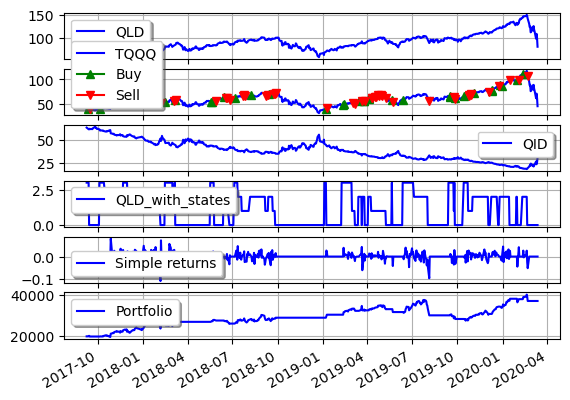 150
QLD
100
TQQQ
100
Buy
50
Sell
50
QID
25
2.5
QLD_with_states
0.0
0.0
Simple returns
−0.1
40000
Portfolio
20000
2017-10 2018-01 2018-04 2018-07 2018-10 2019-01 2019-04 2019-07 2019-10 2020-01 2020-04